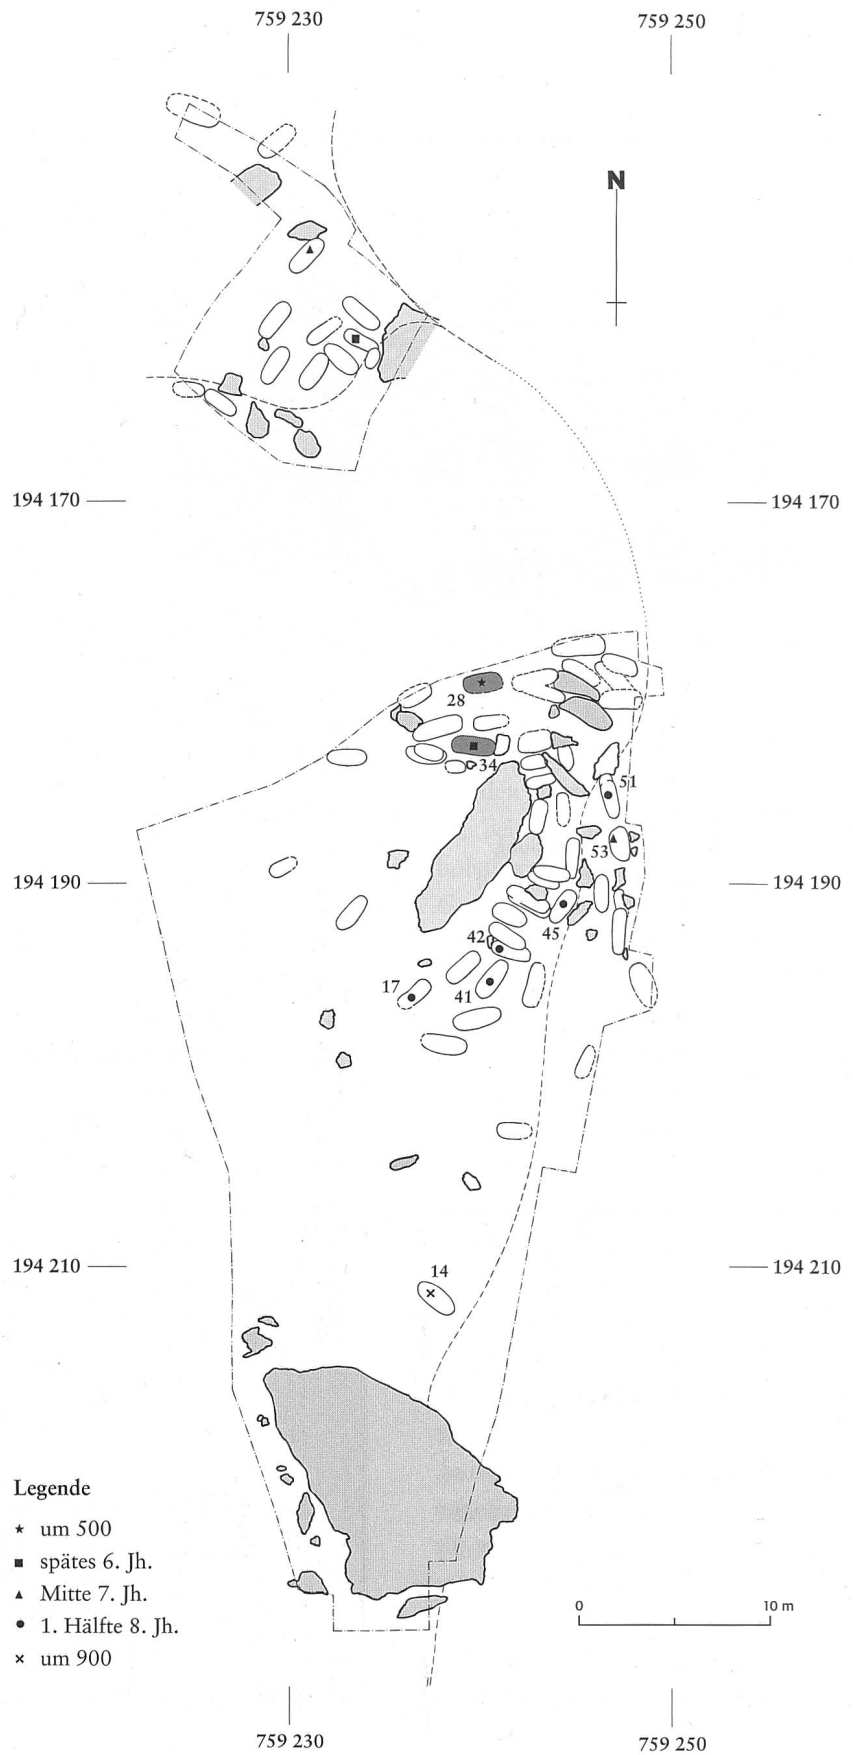 759 230 759 250
N
194 170 194 170
28
34
51
53
194 190 194 190
42 45
17 41
194 210 194 210
14
Legende
★ um 500
■ spätes 6. Jh.
▲ Mitte 7. Jh.
● 1. Hälfte 8. Jh.
× um 900
0 10 m
759 230 759 250